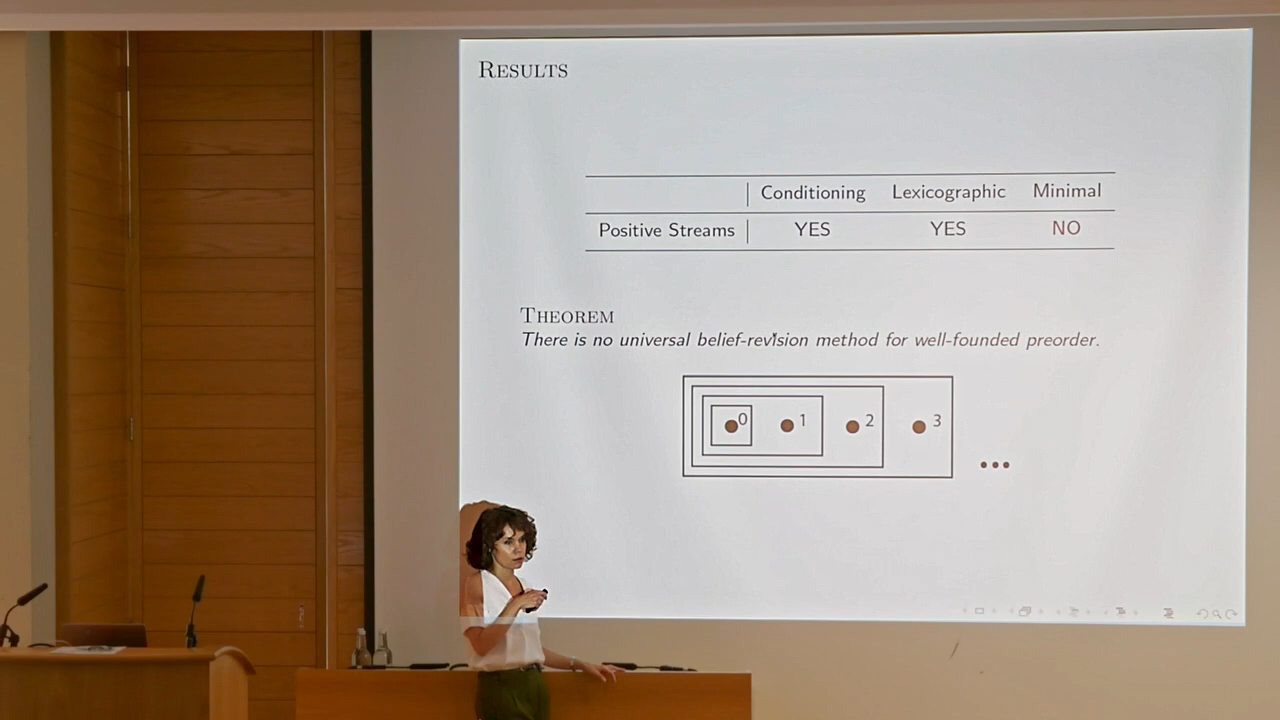 RESULTS
Conditioning Lexicographic Minimal
Positive Streams YES YES NO
THEOREM
There is no universal belief-revision method for well-founded preorder.
0 1 2 3
...